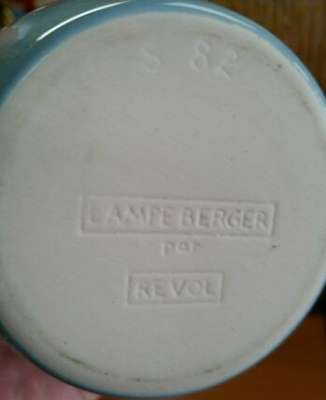 S 82
LAMPE BERGER
par
REVOL